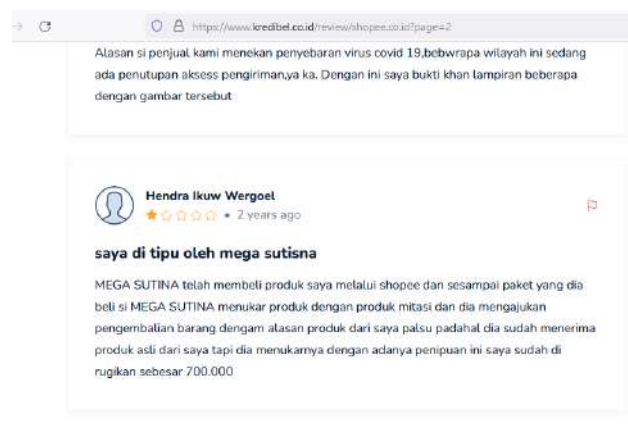 https://www.kredibel.co.id/review/shopee.co.id?page=2
Alasan si penjual kami menekan penyebaran virus covid 19,bebwrapa wilayah ini sedang
ada penutupan aksess pengiriman,ya ka. Dengan ini saya bukti khan lampiran beberapa
dengan gambar tersebut
Hendra Ikuw Wergoel
• 2 years ago
saya di tipu oleh mega sutisna
MEGA SUTINA telah membeli produk saya melalui shopee dan sesampai paket yang dia
beli si MEGA SUTINA menukar produk dengan produk mitasi dan dia mengajukan
pengembalian barang dengam alasan produk dari saya palsu padahal dia sudah menerima
produk asli dari saya tapi dia menukarnya dengan adanya penipuan ini saya sudah di
rugikan sebesar 700.000